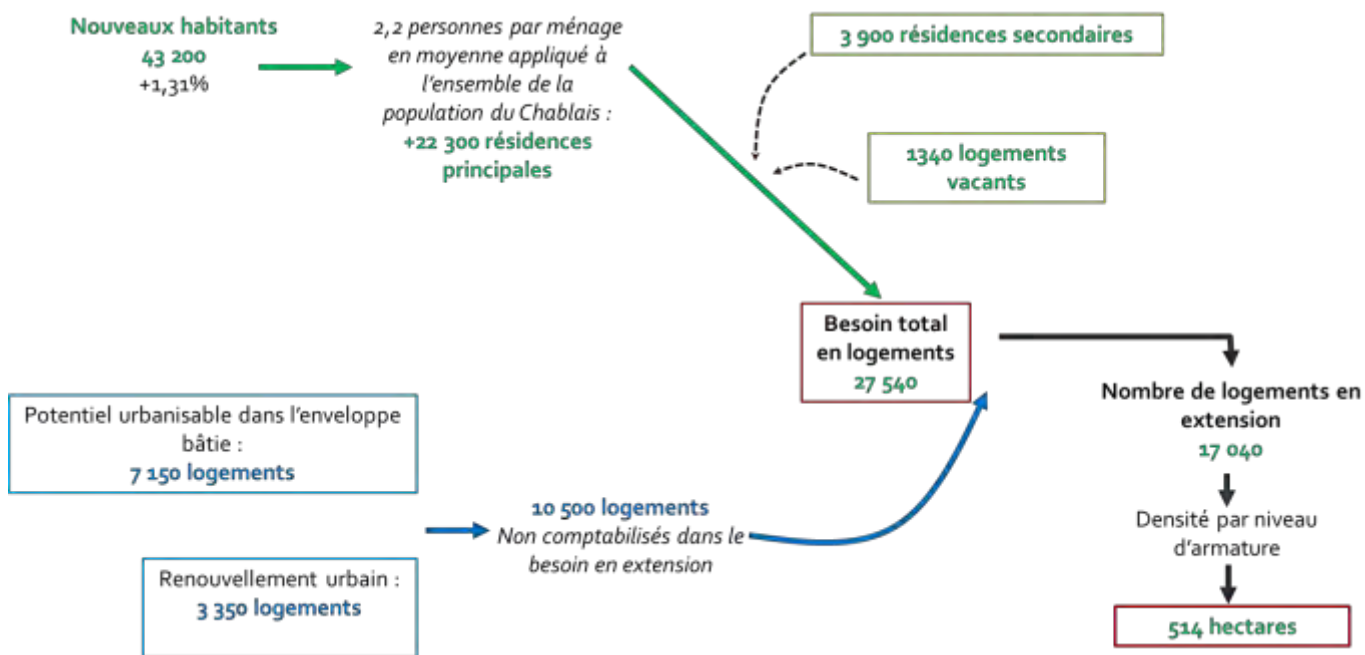 Nouveaux habitants
43 200
+1,31%
2,2 personnes par ménage
en moyenne appliqué à
l'ensemble de la
population du Chablais :
+22 300 résidences
principales
3 900 résidences secondaires
1340 logements
vacants
Besoin total
en logements
27 540
Potentiel urbanisable dans l'enveloppe
bâtie :
7 150 logements
10 500 logements
Non comptabilisés dans le
besoin en extension
Renouvellement urbain :
3 350 logements
Nombre de logements en
extension
17 040
Densité par niveau
d'armature
514 hectares